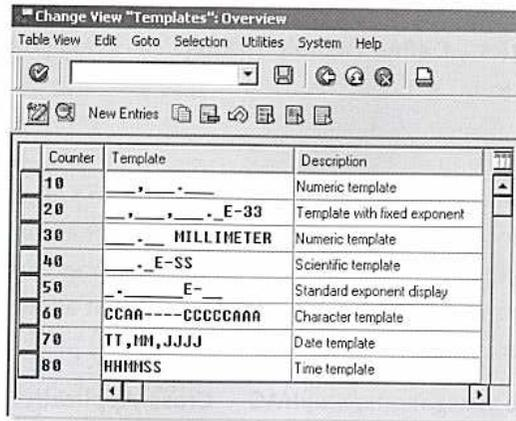 Change View "Templates": Overview
Table View Edit Goto Selection Utilities System Help
New Entries
Counter Template Description
10 ___,___.___ Numeric template
20 __,___,___._E-33 Template with fixed exponent
30 ___.__ MILLIMETER Numeric template
40 ___._E-SS Scientific template
50 _.______E-__ Standard exponent display
60 CCAA----CCCCCAAA Character template
70 TT,MM,JJJJ Date template
80 HHMMSS Time template